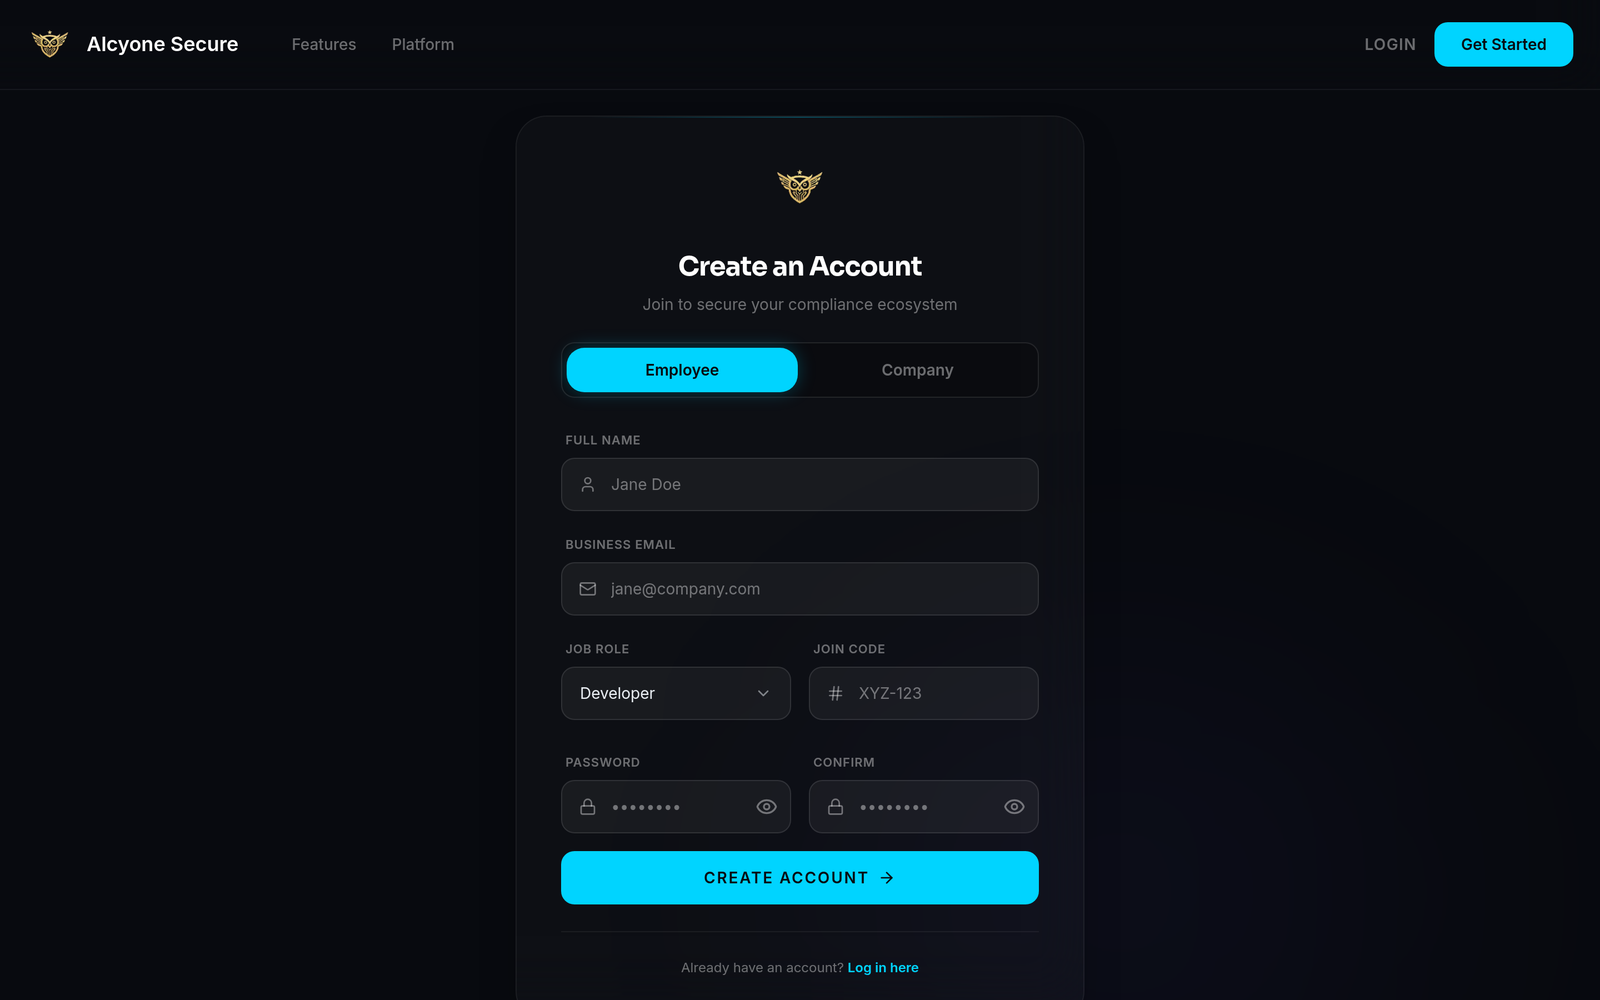 Alcyone Secure
Features
Platform
LOGIN
Get Started
Create an Account
Join to secure your compliance ecosystem
Employee
Company
FULL NAME
Jane Doe
BUSINESS EMAIL
jane@company.com
JOB ROLE
JOIN CODE
Developer
XYZ-123
PASSWORD
CONFIRM
••••••••
••••••••
CREATE ACCOUNT →
Already have an account? Log in here